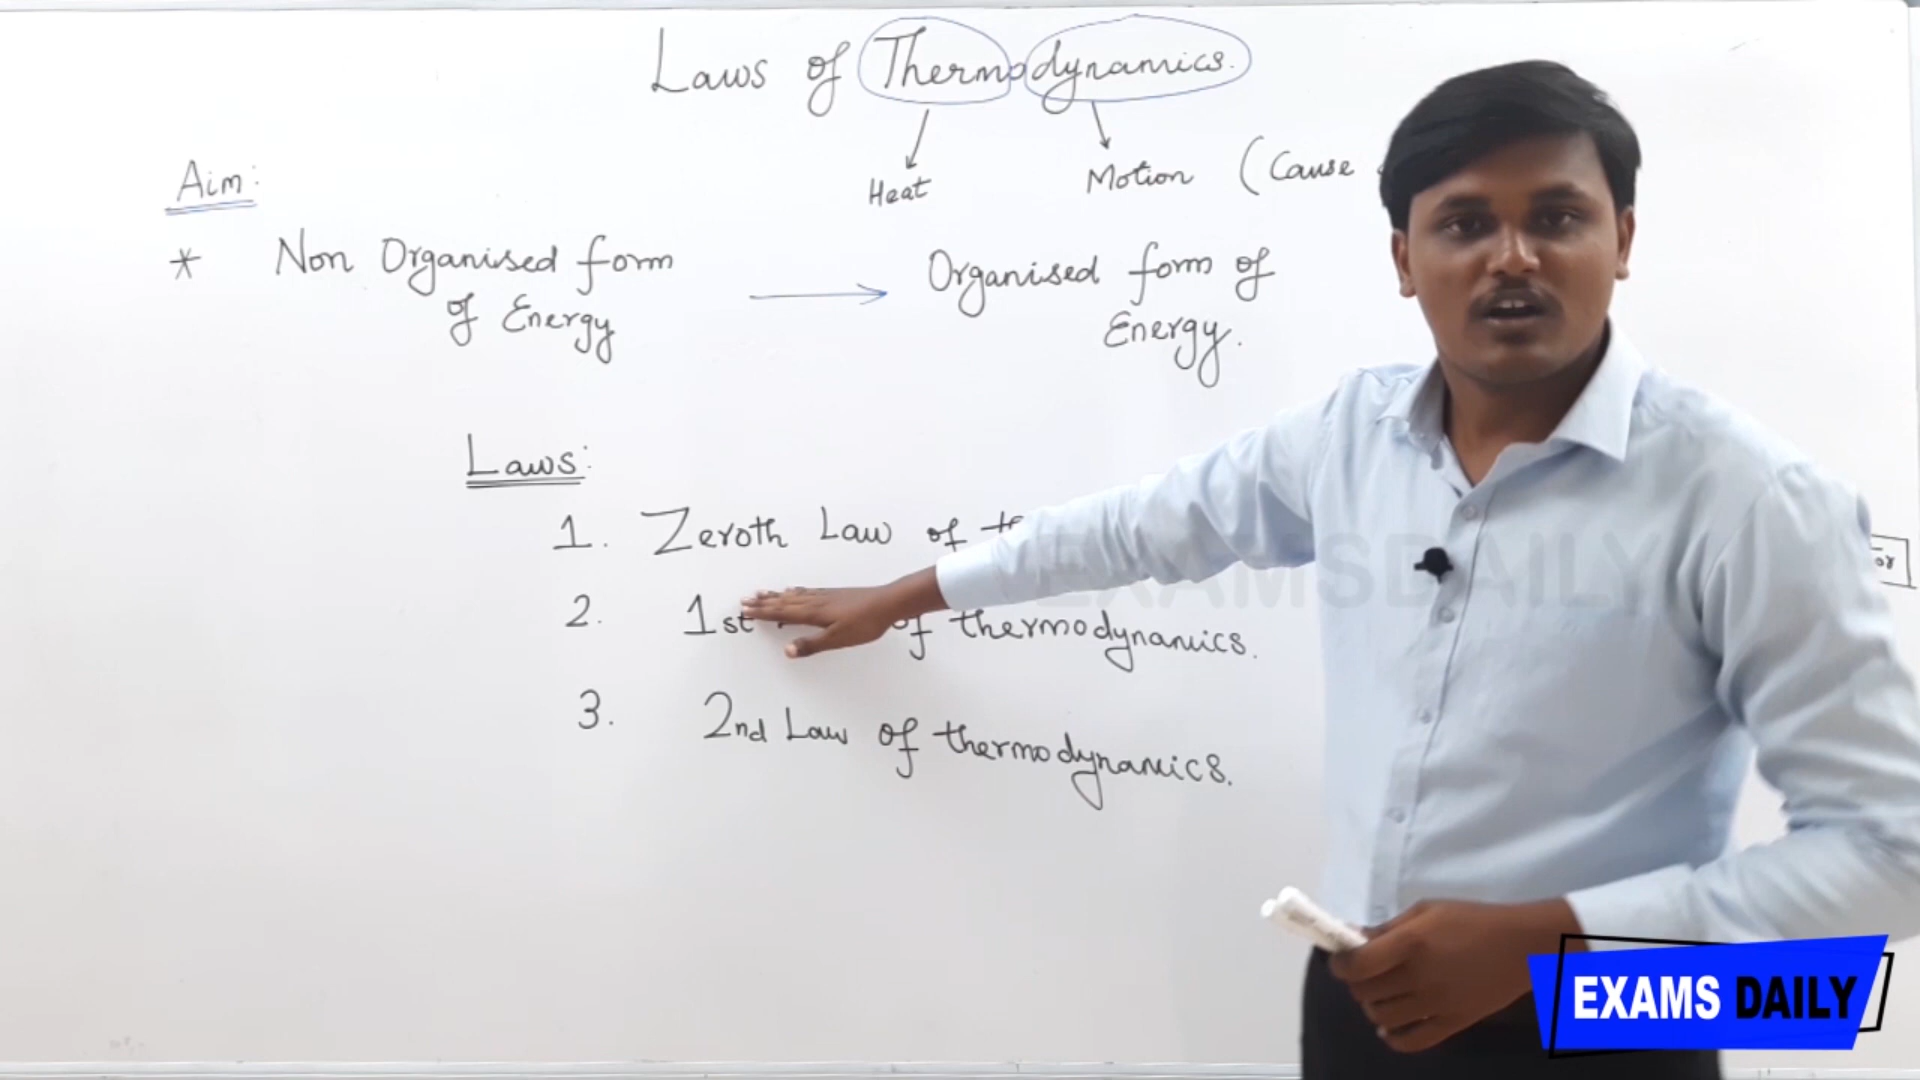 Laws of Thermodynamics.
Heat
Motion (Cause
Aim:
* Non Organised form
of Energy
Organised form of
Energy.
Laws:
1. Zeroth Law of
2. 1st of thermodynamics.
3. 2nd Law of thermodynamics.
EXAMSDAILY
EXAMS DAILY